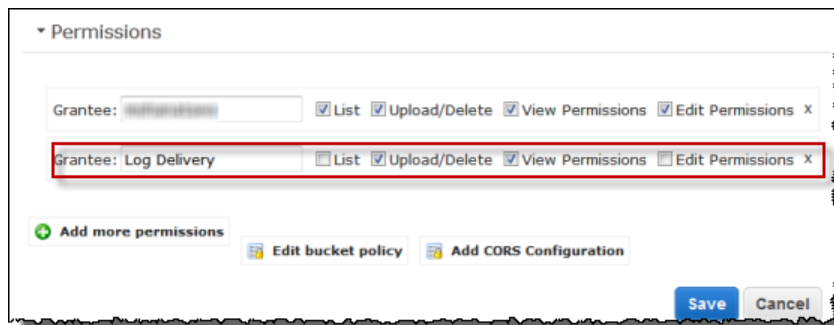 Permissions
Grantee: List Upload/Delete View Permissions Edit Permissions x
Grantee: Log Delivery List Upload/Delete View Permissions Edit Permissions x
Add more permissions
Edit bucket policy Add CORS Configuration
Save Cancel